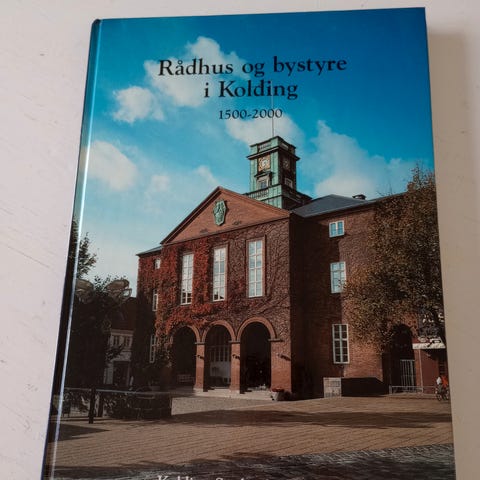 Rådhus og bystyre
i Kolding
1500-2000